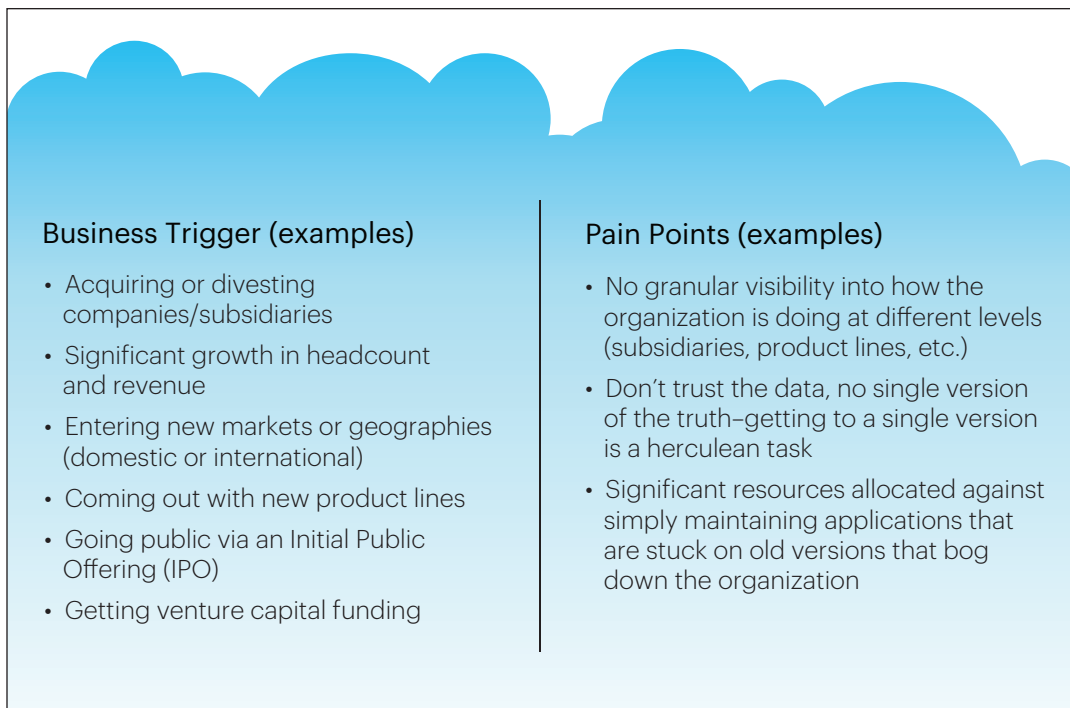 Business Trigger (examples)
• Acquiring or divesting
companies/subsidiaries
• Significant growth in headcount
and revenue
• Entering new markets or geographies
(domestic or international)
• Coming out with new product lines
• Going public via an Initial Public
Offering (IPO)
• Getting venture capital funding
Pain Points (examples)
• No granular visibility into how the
organization is doing at different levels
(subsidiaries, product lines, etc.)
• Don’t trust the data, no single version
of the truth–getting to a single version
is a herculean task
• Significant resources allocated against
simply maintaining applications that
are stuck on old versions that bog
down the organization